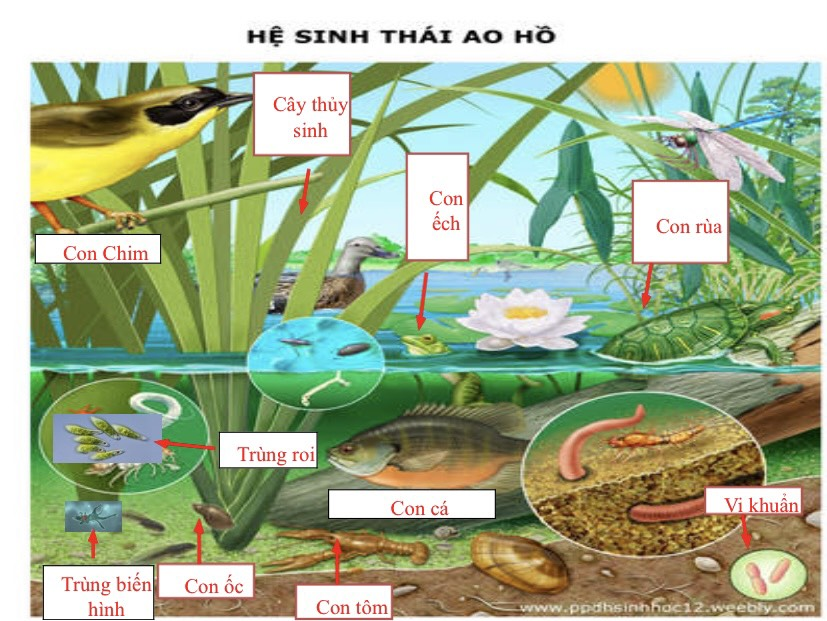 HỆ SINH THÁI AO HỒ
Cây thủy
sinh
Con
ếch
Con rùa
Con Chim
Trùng roi
Con cá
Vi khuẩn
Trùng biến
hình
Con ốc
Con tôm
www.ppdhsinhhoc12.weebly.com